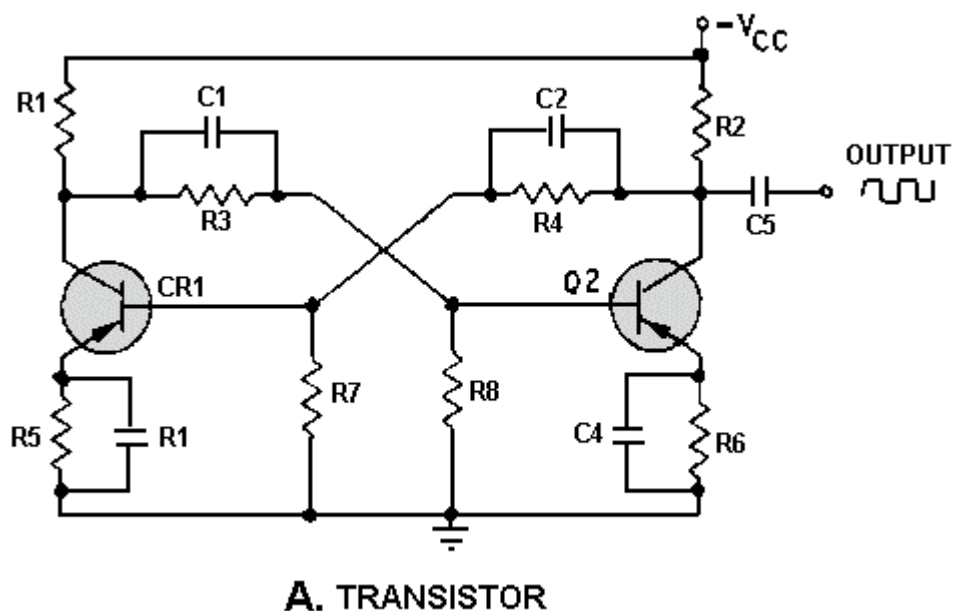 -VCC
R1
C1
C2
R2
OUTPUT
R3
R4
C5
CR1
Q2
R7
R8
R5
R1
C4
R6
A. TRANSISTOR